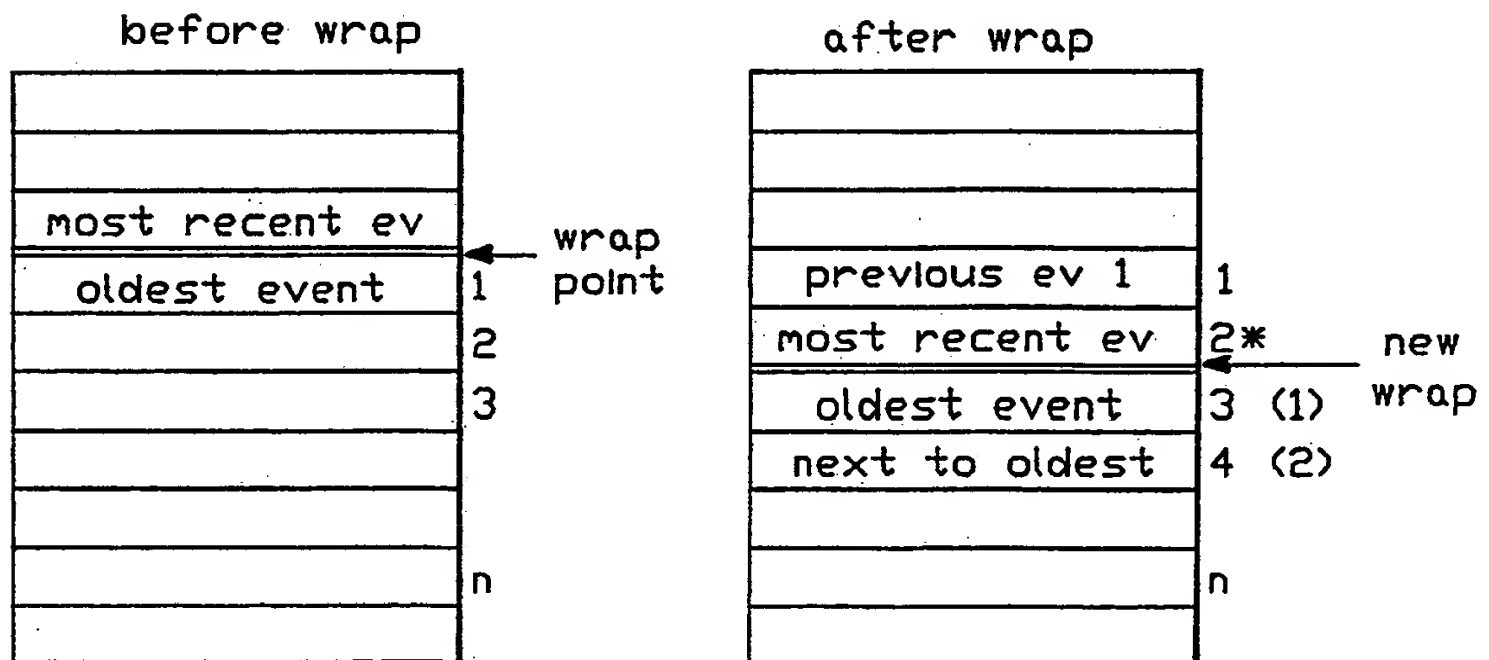 before wrap
most recent ev
wrap
point
oldest event 1
2
3
n
after wrap
previous ev 1 1
most recent ev 2*
new
wrap
oldest event 3 (1)
next to oldest 4 (2)
n